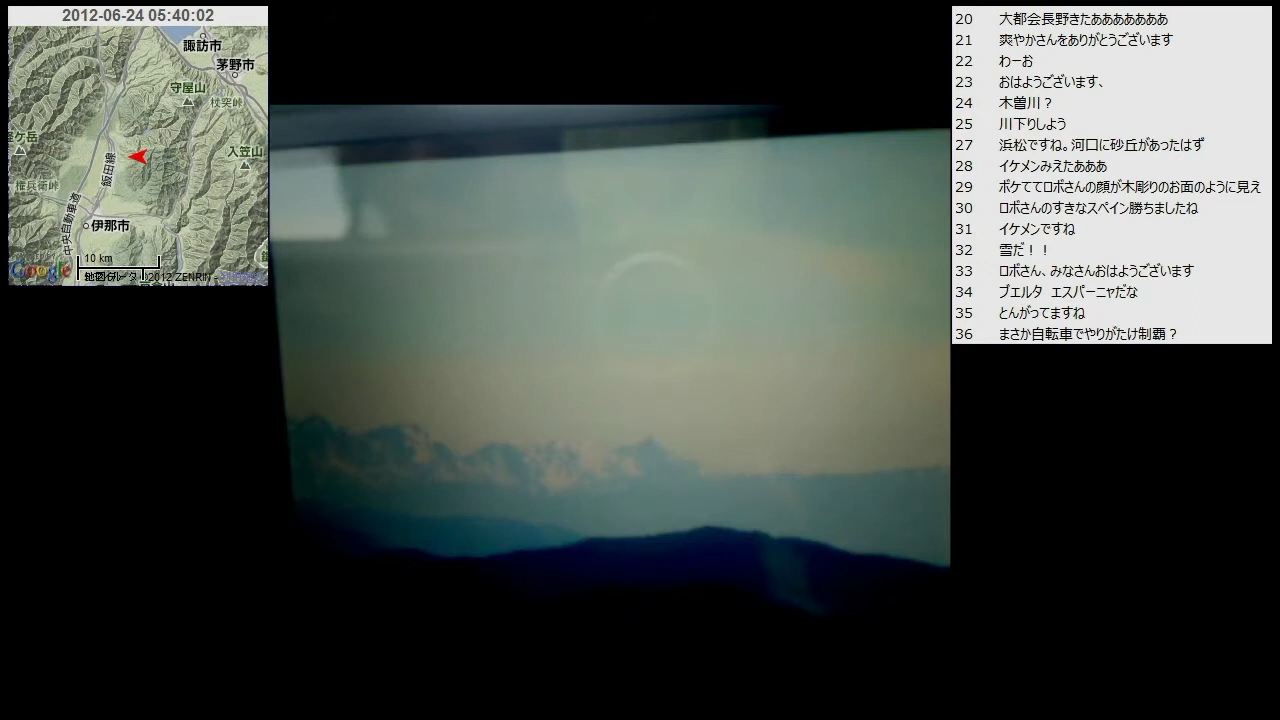 2012-06-24 05:40:02
諏訪市
茅野市
守屋山
杖突峠
入笠山
飯田線
権兵衛峠
中央自動車道
伊那市
10 km
Google
2012 ZENRIN -
20 大都会長野きたあああああああ
21 爽やかさんをありがとうございます
22 わーお
23 おはようございます、
24 木曽川？
25 川下りしよう
27 浜松ですね。河口に砂丘があったはず
28 イケメンみえたあああ
29 ボケててロボさんの顔が木彫りのお面のように見え
30 ロボさんのすきなスペイン勝ちましたね
31 イケメンですね
32 雪だ！！
33 ロボさん、みなさんおはようございます
34 ブエルタ　エスパーニャだな
35 とんがってますね
36 まさか自転車でやりがたけ制覇？